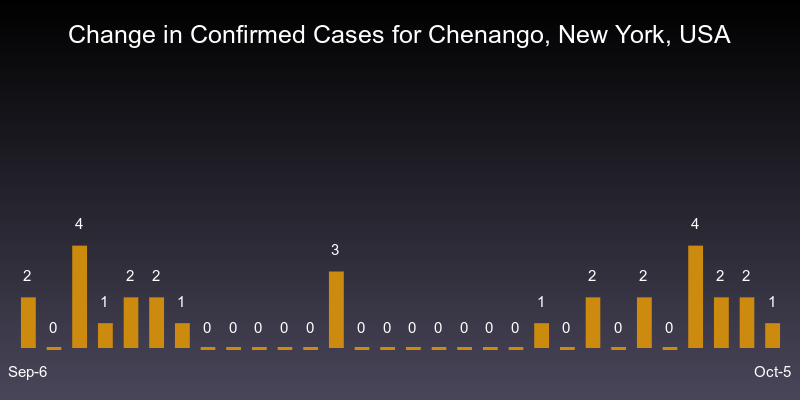 Change in Confirmed Cases for Chenango, New York, USA
2 0 4 1 2 2 1 0 0 0 0 0 3 0 0 0 0 0 0 0 1 0 2 0 2 0 4 2 2 1
Sep-6 Oct-5